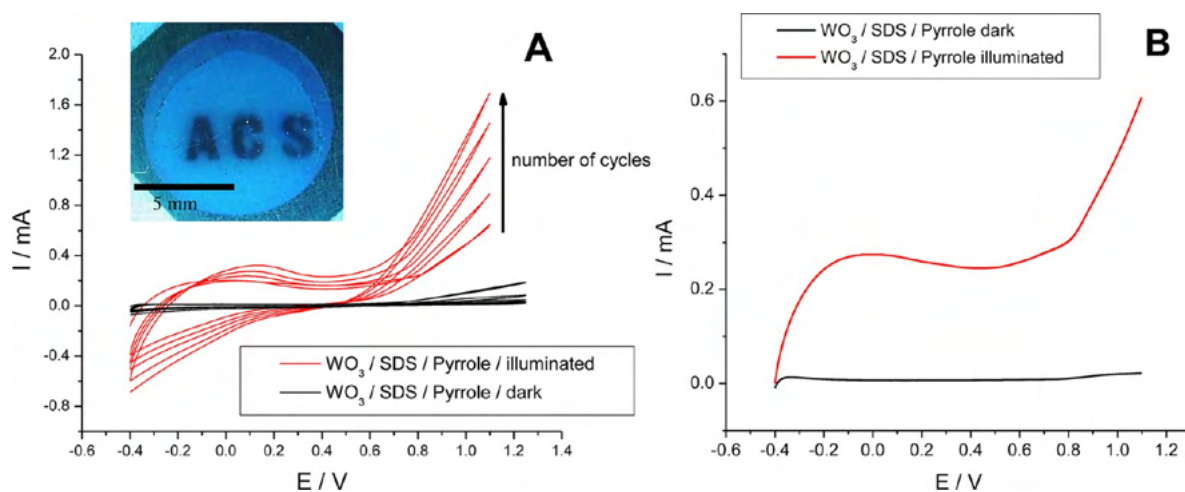 A
ACS
5 mm
number of cycles
2.0
1.6
1.2
0.8
0.4
0.0
-0.4
-0.8
I / mA
WO₃ / SDS / Pyrrole / illuminated
WO₃ / SDS / Pyrrole / dark
-0.6 -0.4 -0.2 0.0 0.2 0.4 0.6 0.8 1.0 1.2 1.4
E / V
WO₃ / SDS / Pyrrole dark
WO₃ / SDS / Pyrrole illuminated
B
0.6
0.4
0.2
0.0
I / mA
-0.6 -0.4 -0.2 0.0 0.2 0.4 0.6 0.8 1.0 1.2
E / V